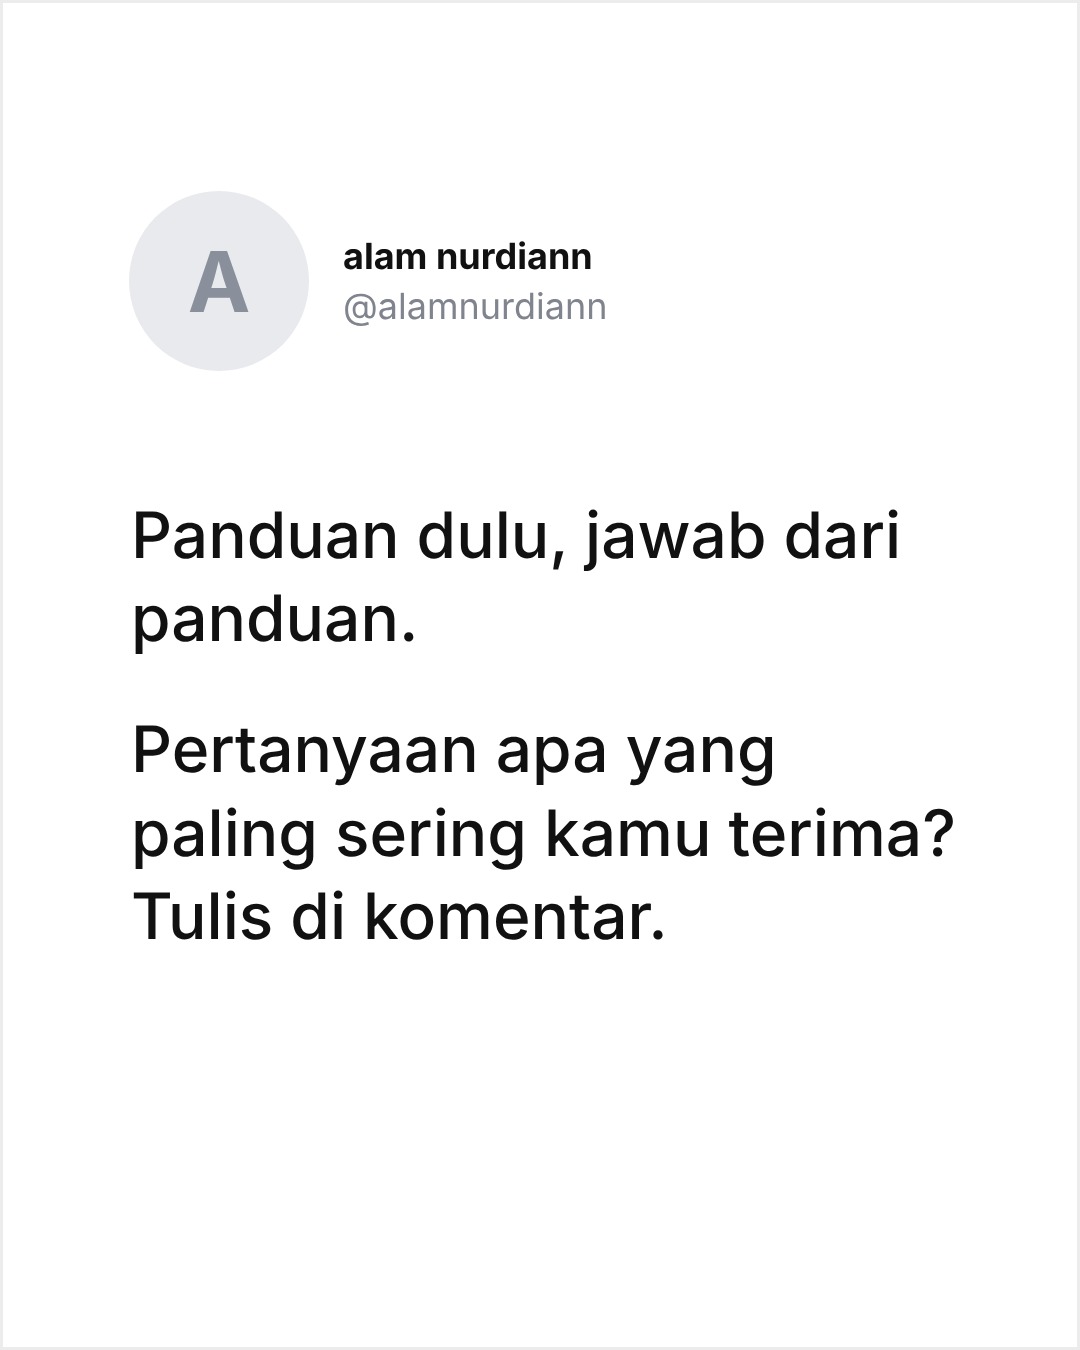 A
alam nurdiann
@alamnurdiann
Panduan dulu, jawab dari
panduan.
Pertanyaan apa yang
paling sering kamu terima?
Tulis di komentar.